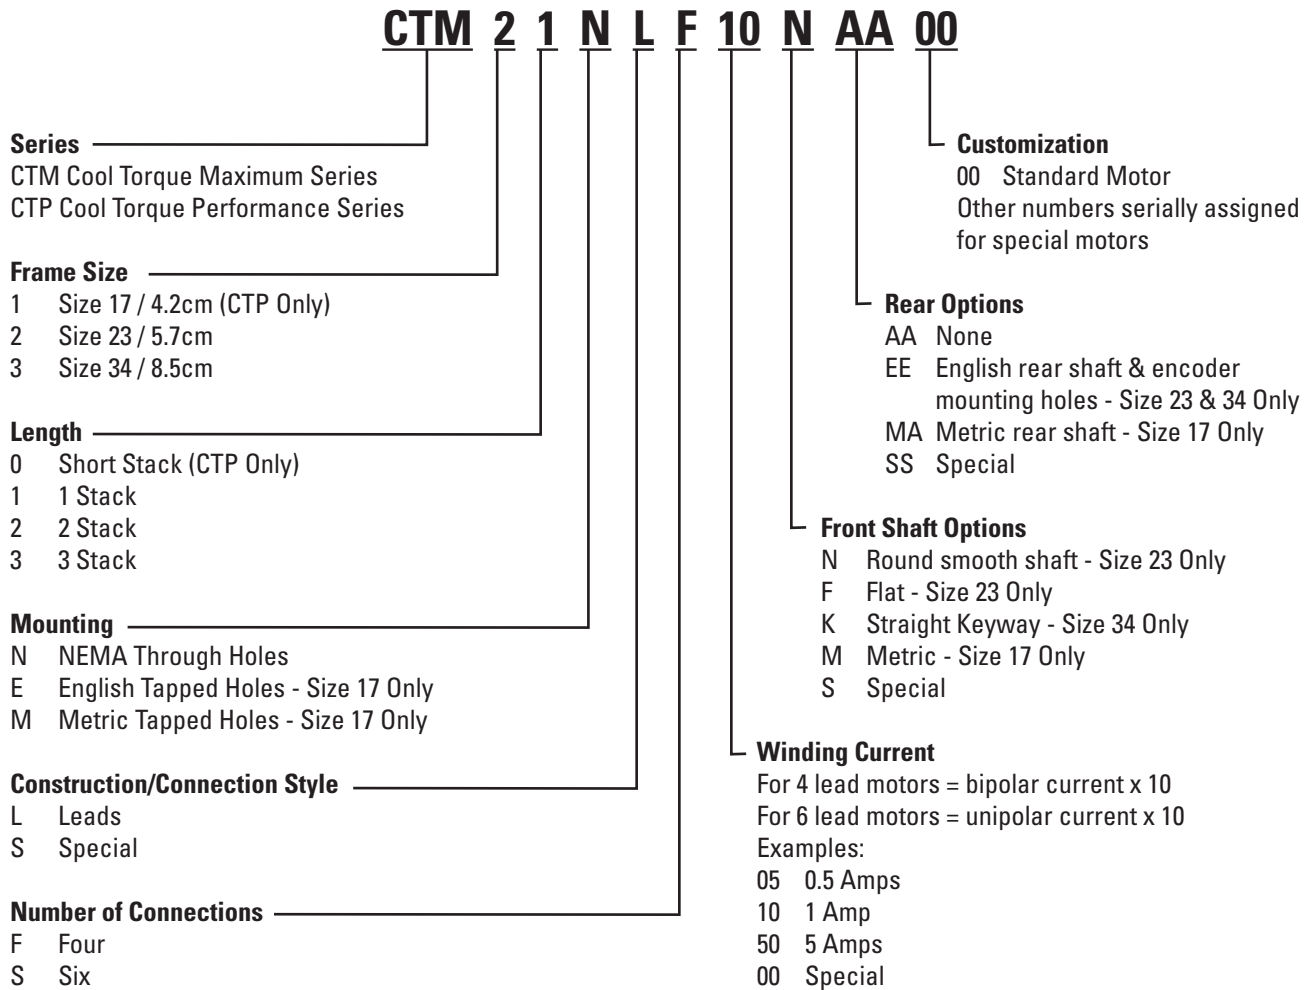 CTM 2 1 N L F 10 N AA 00
Series
CTM Cool Torque Maximum Series
CTP Cool Torque Performance Series
Frame Size
1 Size 17 / 4.2cm (CTP Only)
2 Size 23 / 5.7cm
3 Size 34 / 8.5cm
Length
0 Short Stack (CTP Only)
1 1 Stack
2 2 Stack
3 3 Stack
Mounting
N NEMA Through Holes
E English Tapped Holes - Size 17 Only
M Metric Tapped Holes - Size 17 Only
Construction/Connection Style
L Leads
S Special
Number of Connections
F Four
S Six
Customization
00 Standard Motor
Other numbers serially assigned
for special motors
Rear Options
AA None
EE English rear shaft & encoder
mounting holes - Size 23 & 34 Only
MA Metric rear shaft - Size 17 Only
SS Special
Front Shaft Options
N Round smooth shaft - Size 23 Only
F Flat - Size 23 Only
K Straight Keyway - Size 34 Only
M Metric - Size 17 Only
S Special
Winding Current
For 4 lead motors = bipolar current x 10
For 6 lead motors = unipolar current x 10
Examples:
05 0.5 Amps
10 1 Amp
50 5 Amps
00 Special